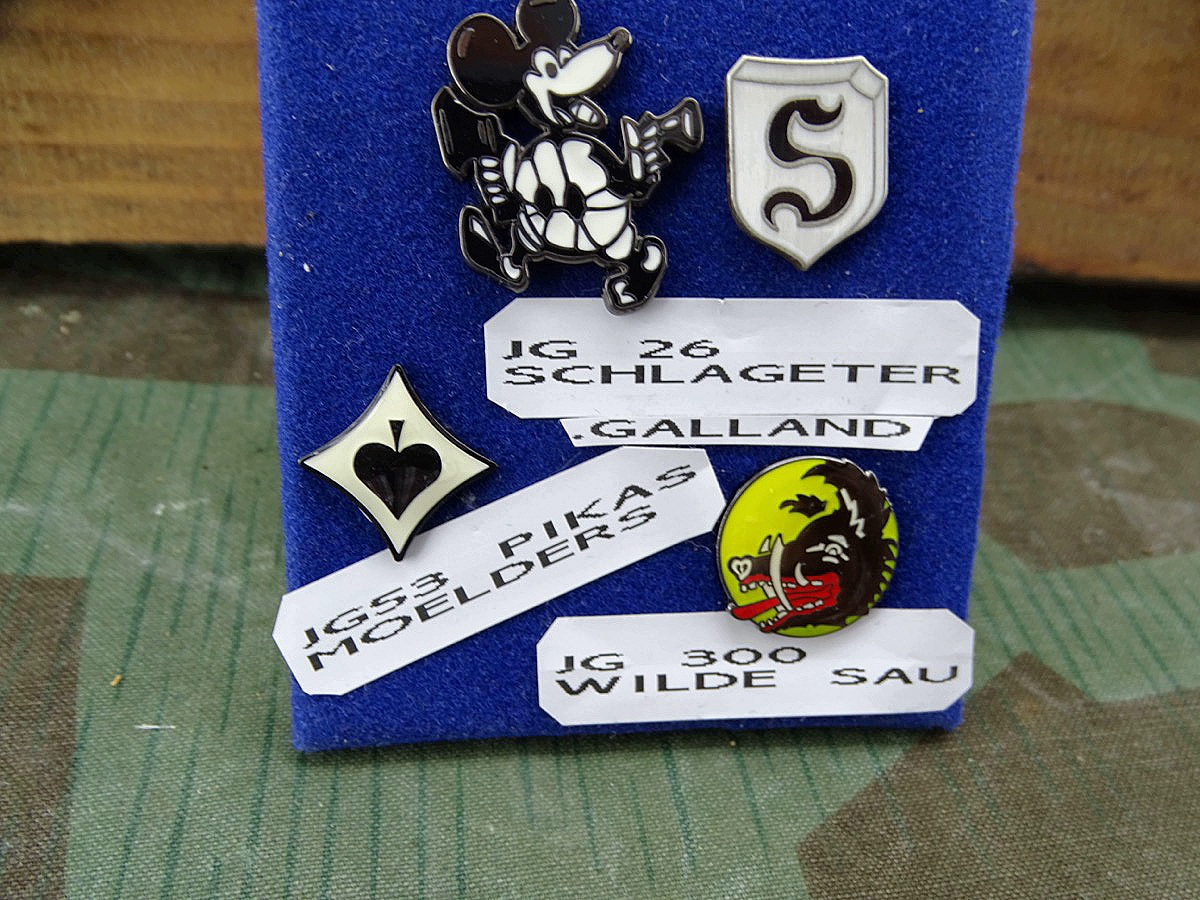 S
JG 26
SCHLAGETER
.GALLAND
JG53 PIKAS
MOELDERS
JG 300
WILDE SAU